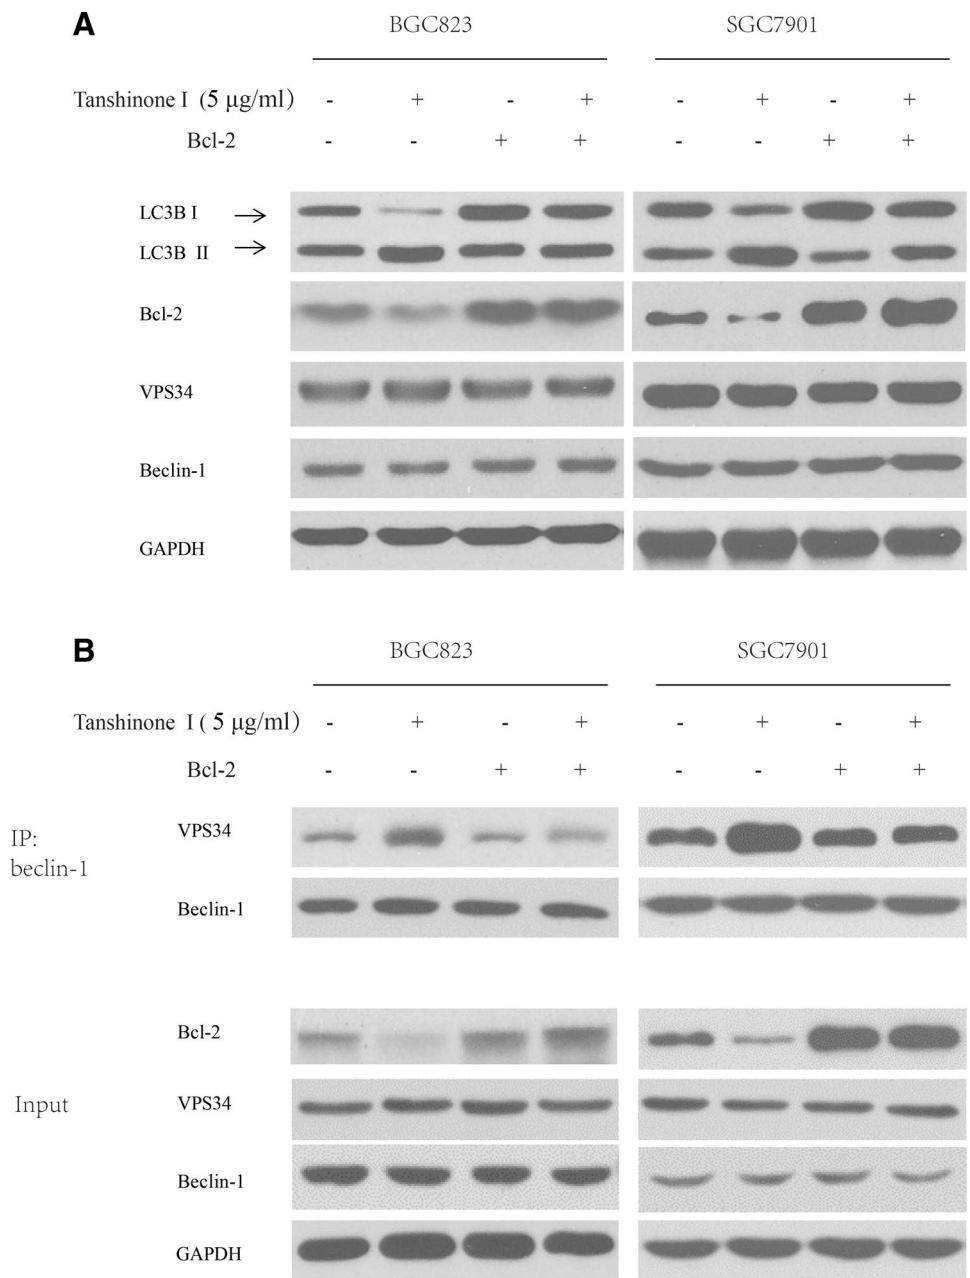 A
BGC823 SGC7901
Tanshinone I (5 μg/ml) - + - + - + - +
Bcl-2 - - + + - - + +
LC3B I
LC3B II
Bcl-2
VPS34
Beclin-1
GAPDH
B
BGC823 SGC7901
Tanshinone I ( 5 μg/ml) - + - + - + - +
Bcl-2 - - + + - - + +
IP:
beclin-1
VPS34
Beclin-1
Input
Bcl-2
VPS34
Beclin-1
GAPDH